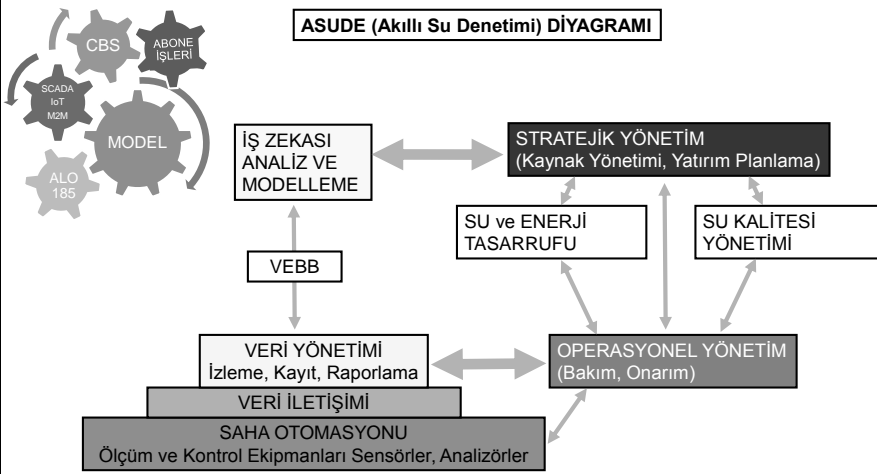 ASUDE (Akıllı Su Denetimi) DİYAGRAMI
CBS
ABONE
İŞLERİ
SCADA
IoT
M2M
MODEL
ALO
185
İŞ ZEKASI
ANALİZ VE
MODELLEME
STRATEJİK YÖNETİM
(Kaynak Yönetimi, Yatırım Planlama)
SU ve ENERJİ
TASARRUFU
SU KALİTESİ
YÖNETİMİ
VEBB
VERİ YÖNETİMİ
İzleme, Kayıt, Raporlama
OPERASYONEL YÖNETİM
(Bakım, Onarım)
VERİ İLETİŞİMİ
SAHA OTOMASYONU
Ölçüm ve Kontrol Ekipmanları Sensörler, Analizörler